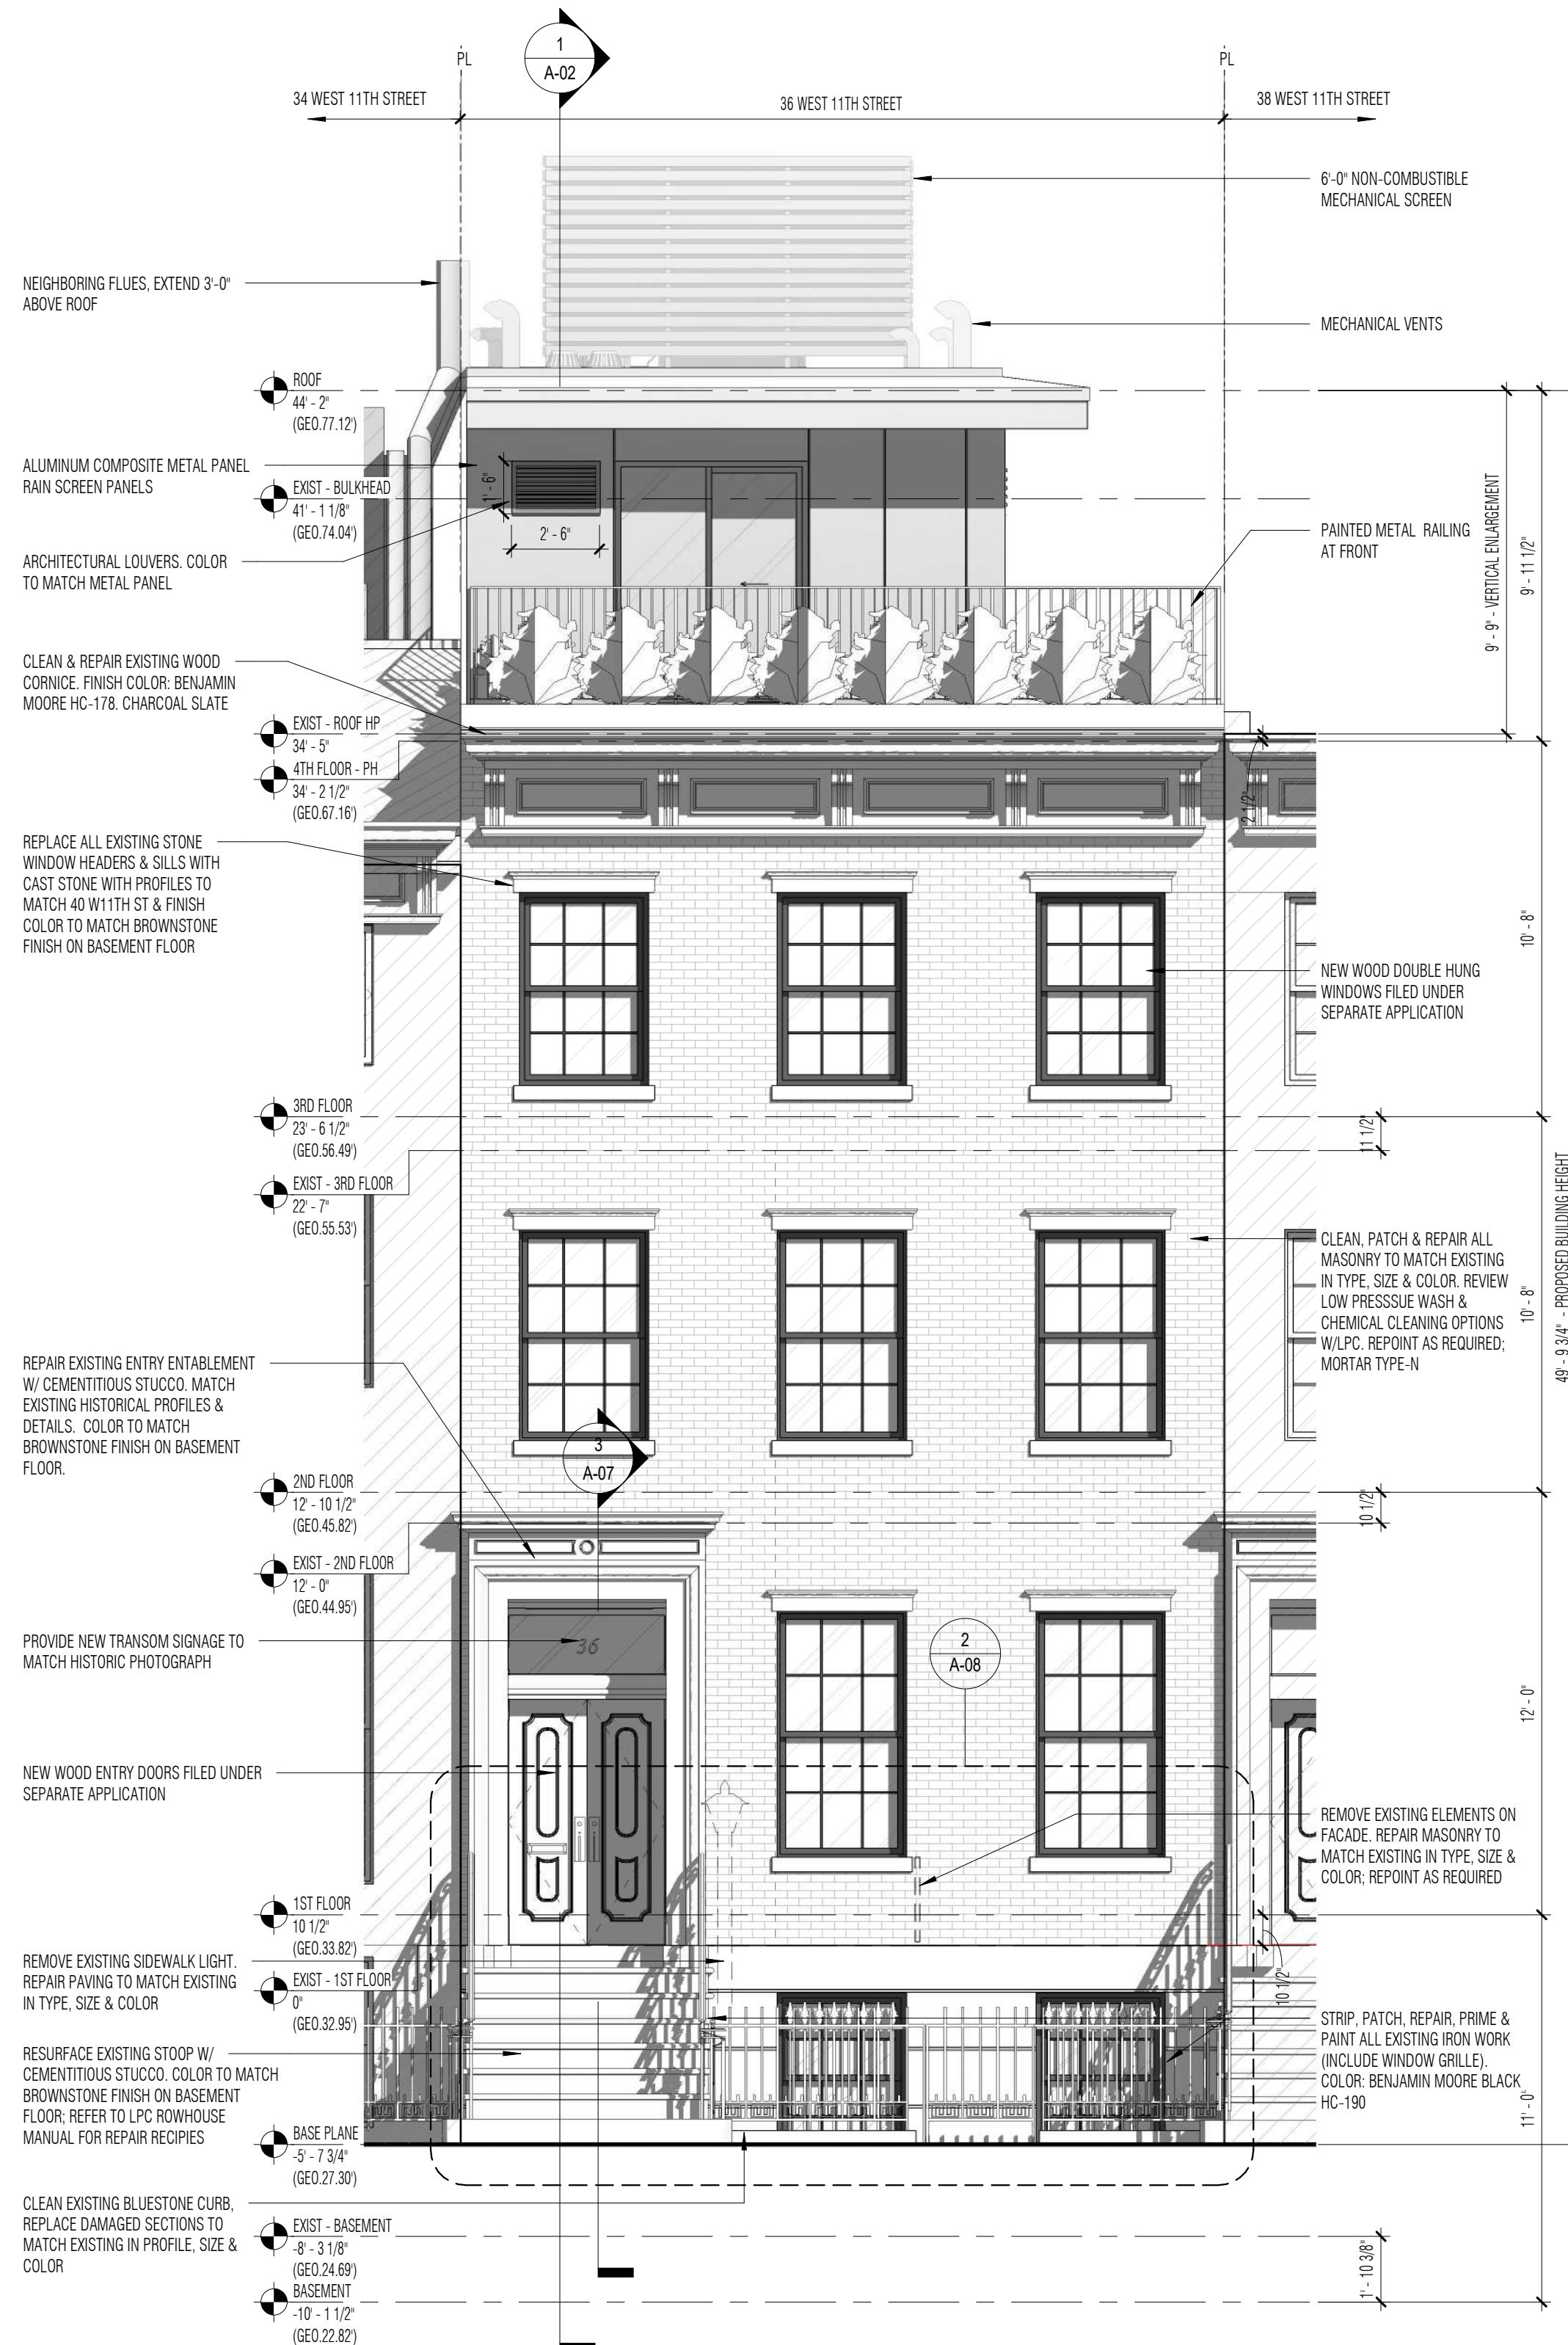 1
A-02
PL
PL
34 WEST 11TH STREET
36 WEST 11TH STREET
38 WEST 11TH STREET
6'-0" NON-COMBUSTIBLE
MECHANICAL SCREEN
NEIGHBORING FLUES, EXTEND 3'-0"
ABOVE ROOF
MECHANICAL VENTS
ROOF
44' - 2"
(GEO.77.12')
ALUMINUM COMPOSITE METAL PANEL
RAIN SCREEN PANELS
EXIST - BULKHEAD
41' - 1 1/8"
(GEO.74.04')
1' - 6"
2' - 6"
ARCHITECTURAL LOUVERS. COLOR
TO MATCH METAL PANEL
PAINTED METAL RAILING
AT FRONT
9' - 9" - VERTICAL ENLARGEMENT
9' - 11 1/2"
CLEAN & REPAIR EXISTING WOOD
CORNICE. FINISH COLOR: BENJAMIN
MOORE HC-178. CHARCOAL SLATE
EXIST - ROOF HP
34' - 5"
4TH FLOOR - PH
34' - 2 1/2"
(GEO.67.16')
2 1/2"
REPLACE ALL EXISTING STONE
WINDOW HEADERS & SILLS WITH
CAST STONE WITH PROFILES TO
MATCH 40 W11TH ST & FINISH
COLOR TO MATCH BROWNSTONE
FINISH ON BASEMENT FLOOR
10' - 8"
NEW WOOD DOUBLE HUNG
WINDOWS FILED UNDER
SEPARATE APPLICATION
3RD FLOOR
23' - 6 1/2"
(GEO.56.49')
11 1/2"
EXIST - 3RD FLOOR
22' - 7"
(GEO.55.53')
CLEAN, PATCH & REPAIR ALL
MASONRY TO MATCH EXISTING
IN TYPE, SIZE & COLOR. REVIEW
LOW PRESSSUE WASH &
CHEMICAL CLEANING OPTIONS
W/LPC. REPOINT AS REQUIRED;
MORTAR TYPE-N
10' - 8"
49' - 9 3/4" - PROPOSED BUILDING HEIGHT
REPAIR EXISTING ENTRY ENTABLEMENT
W/ CEMENTITIOUS STUCCO. MATCH
EXISTING HISTORICAL PROFILES &
DETAILS. COLOR TO MATCH
BROWNSTONE FINISH ON BASEMENT
FLOOR.
3
A-07
2ND FLOOR
12' - 10 1/2"
(GEO.45.82')
10 1/2"
EXIST - 2ND FLOOR
12' - 0"
(GEO.44.95')
PROVIDE NEW TRANSOM SIGNAGE TO
MATCH HISTORIC PHOTOGRAPH
36
2
A-08
12' - 0"
NEW WOOD ENTRY DOORS FILED UNDER
SEPARATE APPLICATION
REMOVE EXISTING ELEMENTS ON
FACADE. REPAIR MASONRY TO
MATCH EXISTING IN TYPE, SIZE &
COLOR; REPOINT AS REQUIRED
1ST FLOOR
10 1/2"
(GEO.33.82')
REMOVE EXISTING SIDEWALK LIGHT.
REPAIR PAVING TO MATCH EXISTING
IN TYPE, SIZE & COLOR
EXIST - 1ST FLOOR
0"
(GEO.32.95')
10 1/2"
STRIP, PATCH, REPAIR, PRIME &
PAINT ALL EXISTING IRON WORK
(INCLUDE WINDOW GRILLE).
COLOR: BENJAMIN MOORE BLACK
HC-190
11' - 0"
RESURFACE EXISTING STOOP W/
CEMENTITIOUS STUCCO. COLOR TO MATCH
BROWNSTONE FINISH ON BASEMENT
FLOOR; REFER TO LPC ROWHOUSE
MANUAL FOR REPAIR RECIPIES
BASE PLANE
-5' - 7 3/4"
(GEO.27.30')
CLEAN EXISTING BLUESTONE CURB,
REPLACE DAMAGED SECTIONS TO
MATCH EXISTING IN PROFILE, SIZE &
COLOR
EXIST - BASEMENT
-8' - 3 1/8"
(GEO.24.69')
1' - 10 3/8"
BASEMENT
-10' - 1 1/2"
(GEO.22.82')